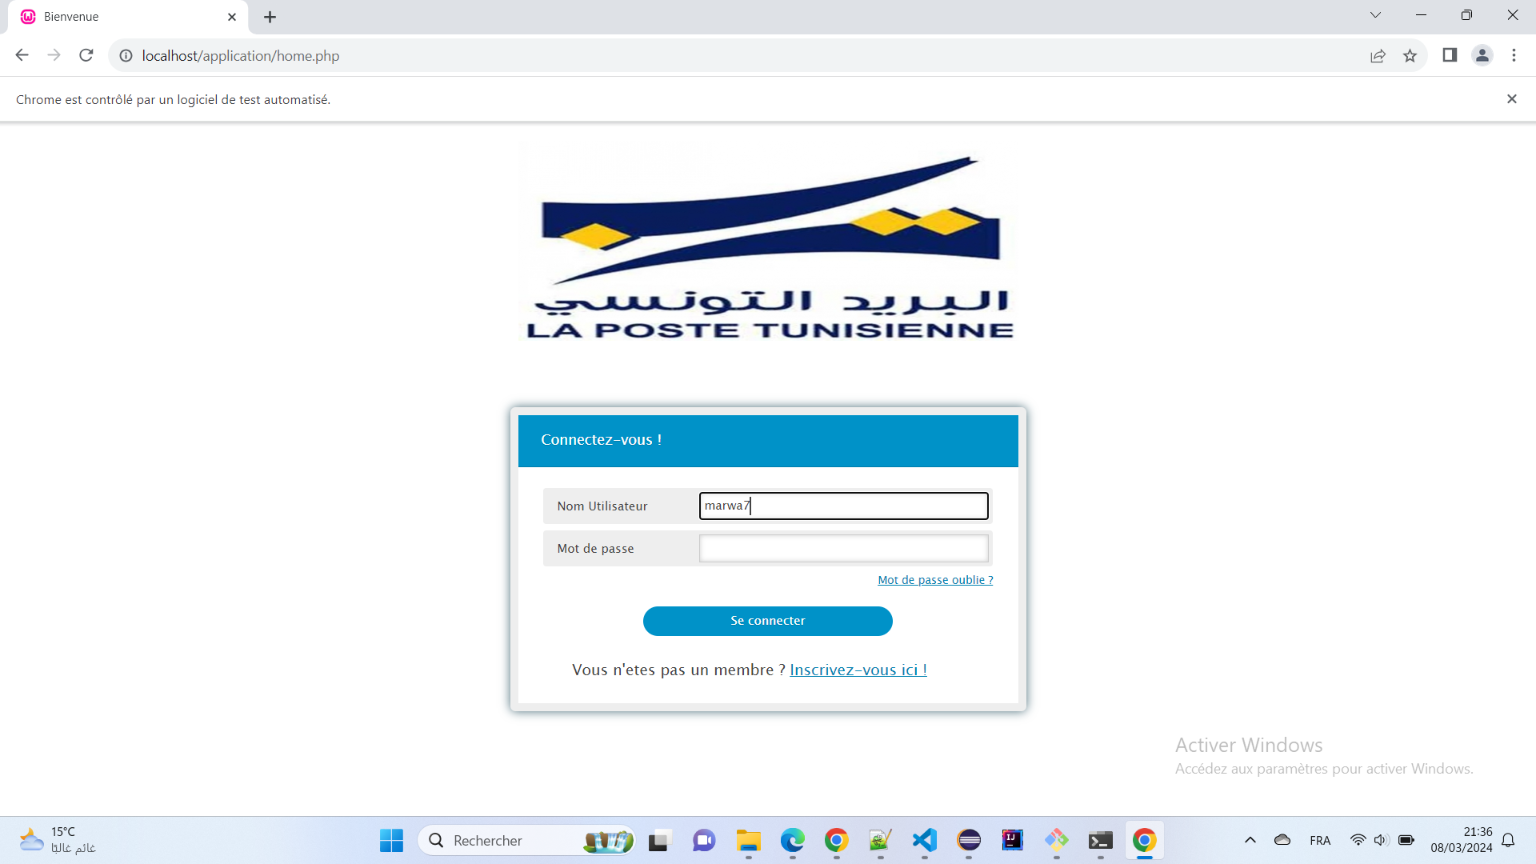 Bienvenue
localhost/application/home.php
Chrome est contrôlé par un logiciel de test automatisé.
البريد التونسي
LA POSTE TUNISIENNE
Connectez-vous !
Nom Utilisateur
marwa7
Mot de passe
Mot de passe oublie ?
Se connecter
Vous n'etes pas un membre ? Inscrivez-vous ici !
Activer Windows
Accédez aux paramètres pour activer Windows.
15°C
غائم غالبًا
Rechercher
FRA
21:36
08/03/2024